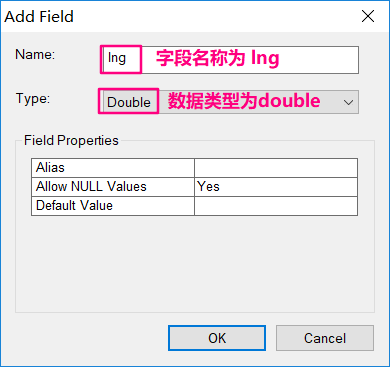 Add Field
Name:
lng
字段名称为 lng
Type:
Double
数据类型为double
Field Properties
Alias
Allow NULL Values Yes
Default Value
OK
Cancel